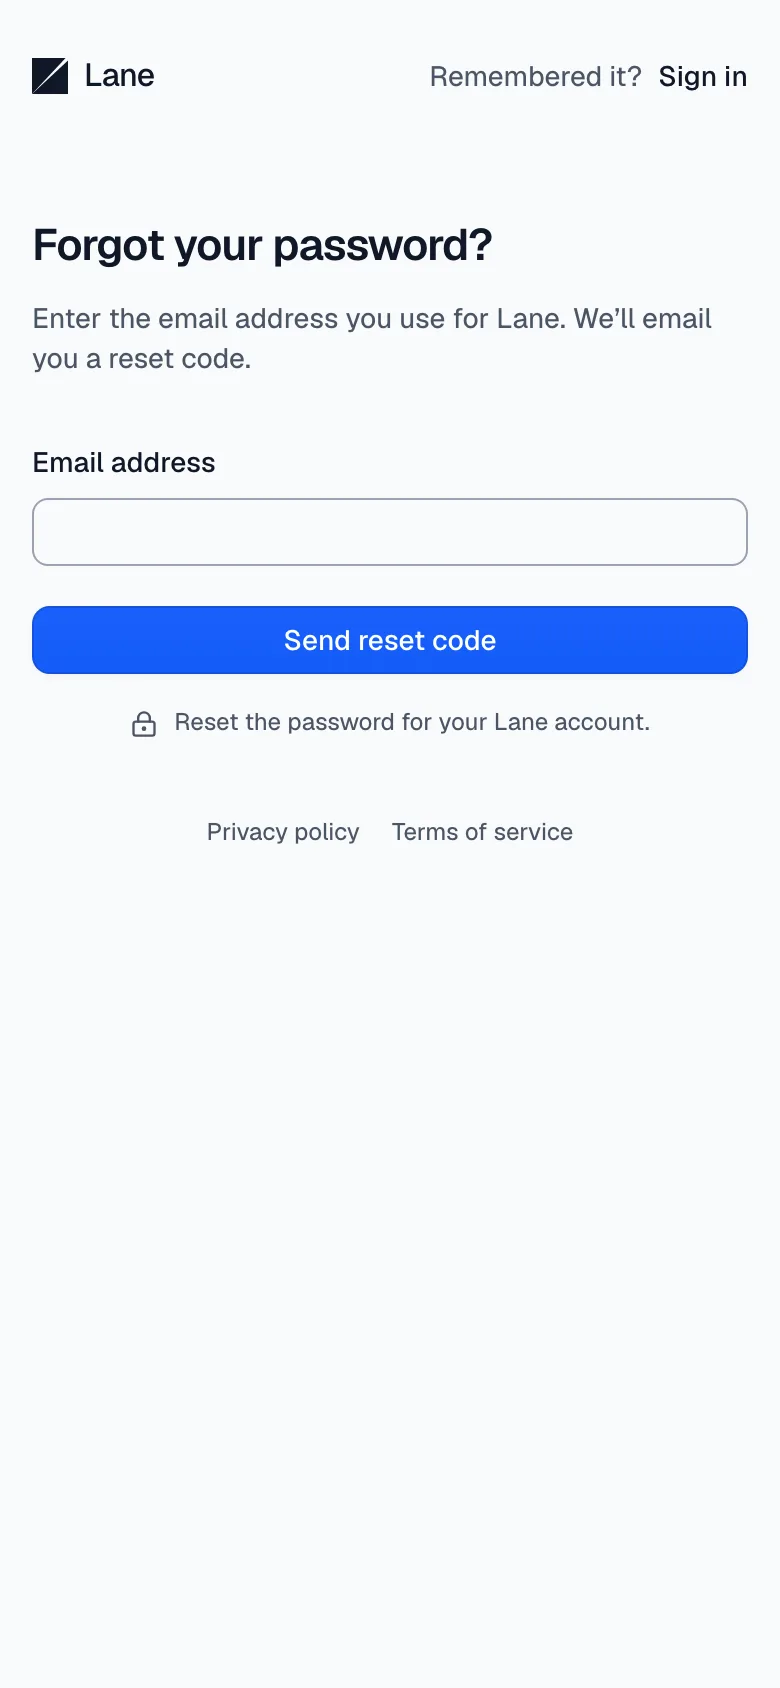 Lane
Remembered it? Sign in
Forgot your password?
Enter the email address you use for Lane. We’ll email
you a reset code.
Email address
Send reset code
Reset the password for your Lane account.
Privacy policy Terms of service